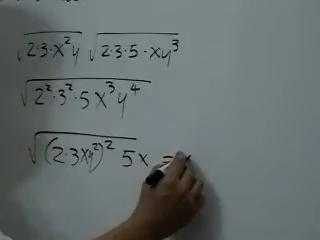 √2·3·x²y √2·3·5·xy³
√2²·3²·5x³y⁴
√(2·3xy²)² 5x =